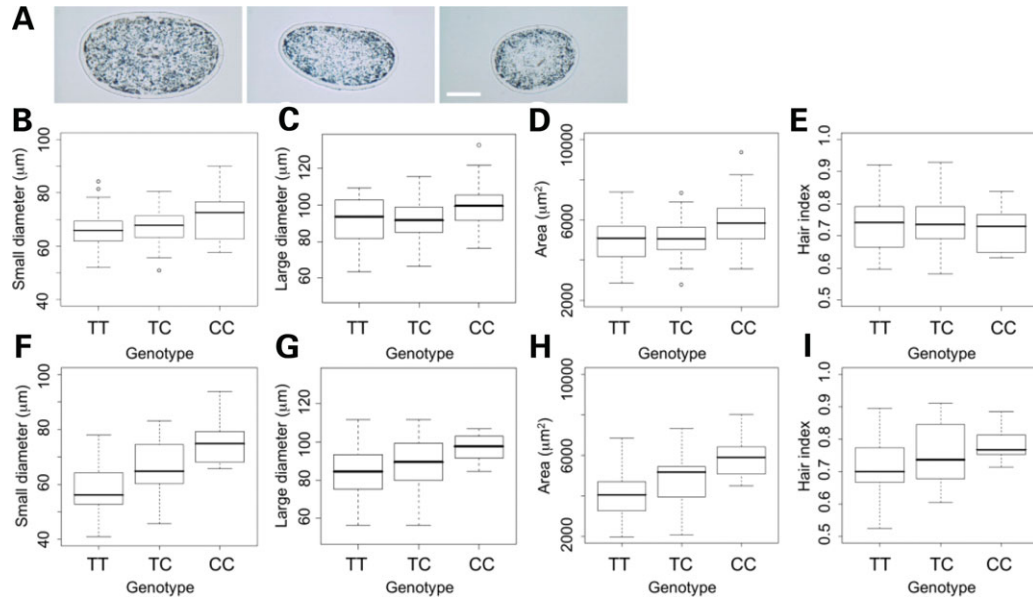 A
B
Small diameter (μm)
100
80
60
40
TT TC CC
Genotype
C
Large diameter (μm)
120
100
80
60
TT TC CC
Genotype
D
Area (μm²)
10000
6000
2000
TT TC CC
Genotype
E
Hair index
1.0
0.9
0.8
0.7
0.6
0.5
TT TC CC
Genotype
F
Small diameter (μm)
100
80
60
40
TT TC CC
Genotype
G
Large diameter (μm)
120
100
80
60
TT TC CC
Genotype
H
Area (μm²)
10000
6000
2000
TT TC CC
Genotype
I
Hair index
1.0
0.9
0.8
0.7
0.6
0.5
TT TC CC
Genotype